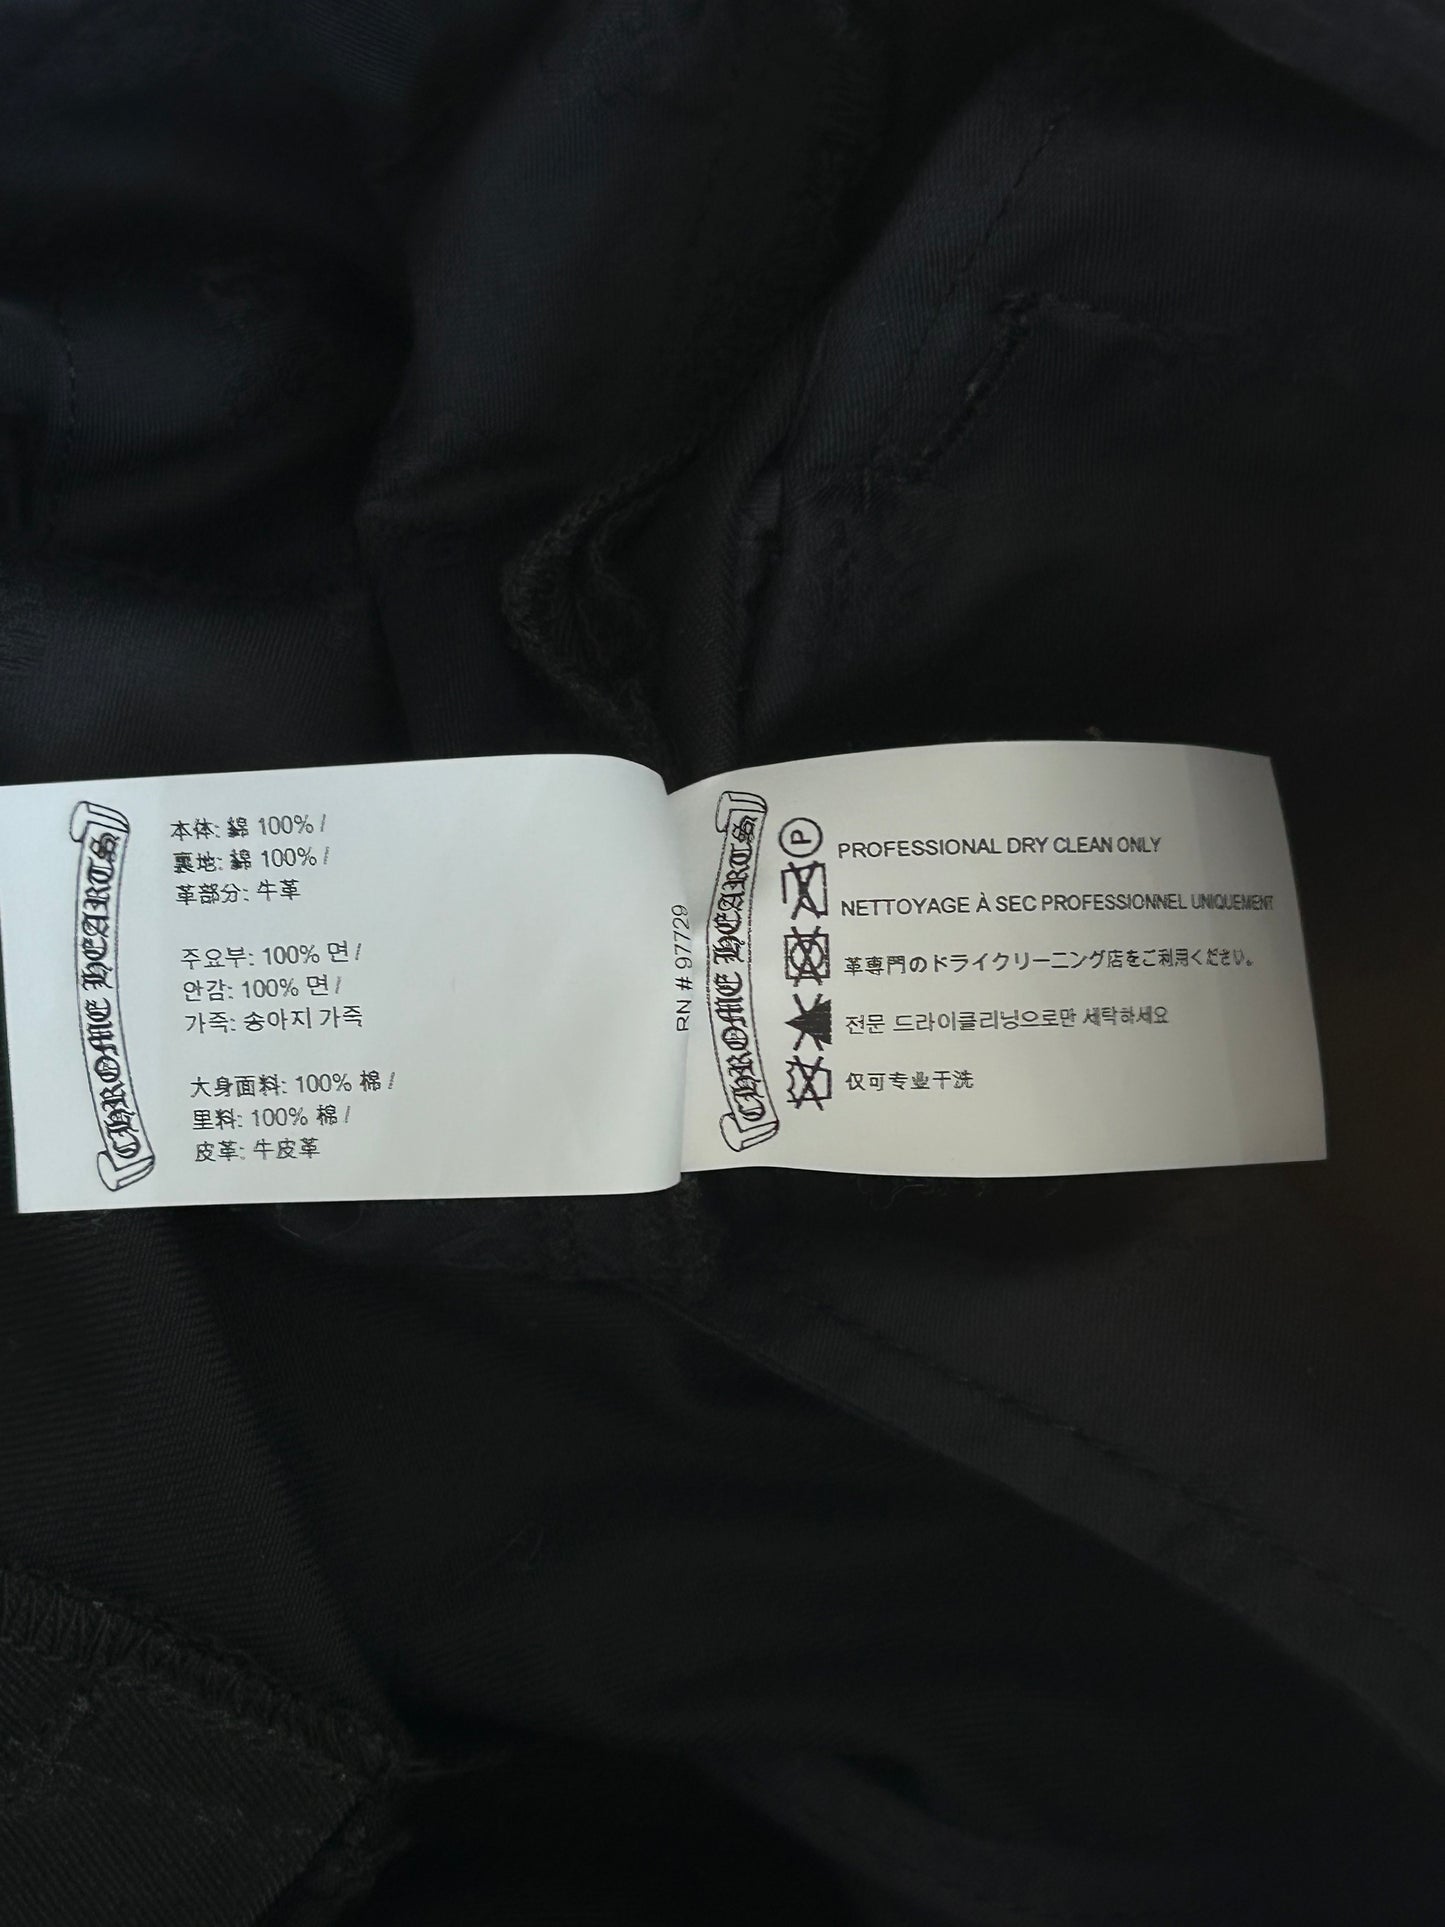 CHROME HEARTS
本体: 綿 100% /
裏地: 綿 100% /
革部分: 牛革
주요부: 100% 면 /
안감: 100% 면 /
가죽: 송아지 가죽
大身面料: 100% 棉 /
里料: 100% 棉 /
皮革: 牛皮革
RN # 97729
CHROME HEARTS
P
PROFESSIONAL DRY CLEAN ONLY
NETTOYAGE À SEC PROFESSIONNEL UNIQUEMENT
革専門のドライクリーニング店をご利用ください。
전문 드라이클리닝으로만 세탁하세요
仅可专业干洗